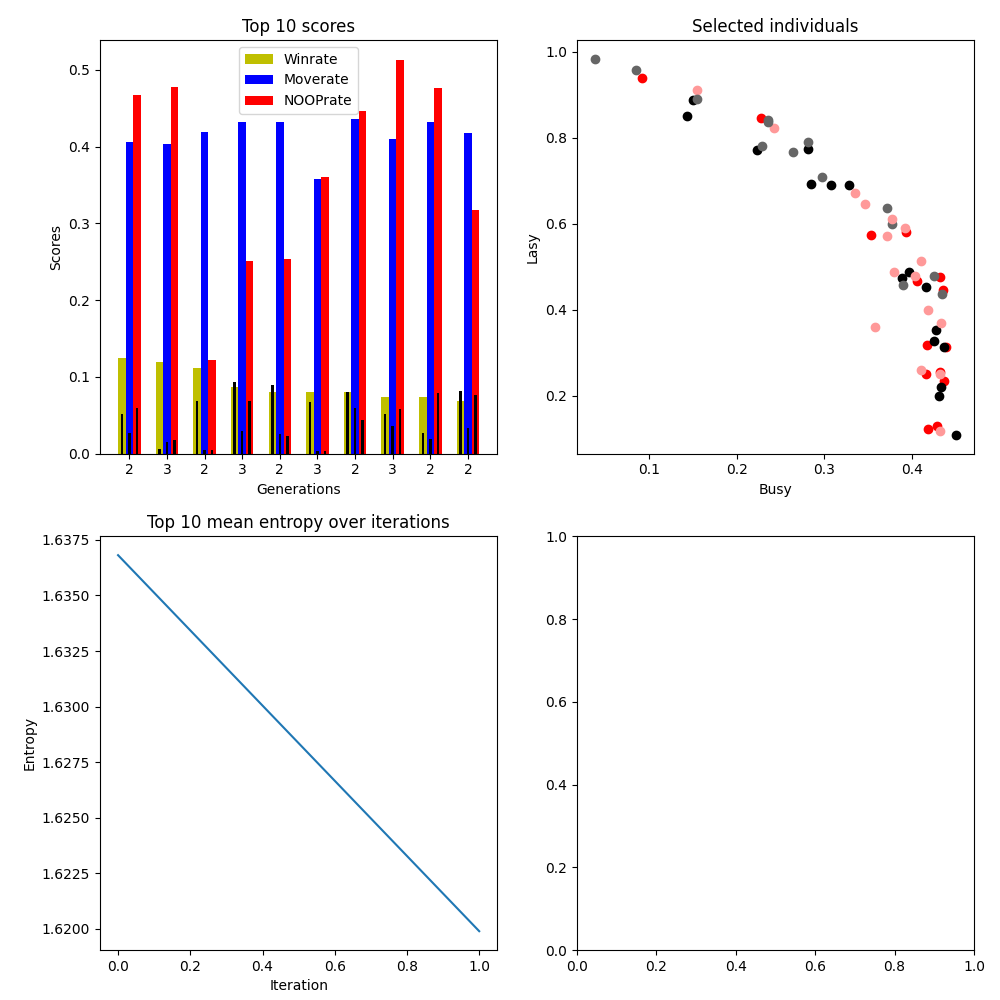 Top 10 scores
Winrate
Moverate
NOOPrate
0.5
0.4
0.3
0.2
0.1
0.0
Scores
2 3 2 3 2 3 2 3 2 2
Generations
Selected individuals
1.0
0.8
0.6
0.4
0.2
Lasy
0.1 0.2 0.3 0.4
Busy
Top 10 mean entropy over iterations
1.6375
1.6350
1.6325
1.6300
1.6275
1.6250
1.6225
1.6200
Entropy
0.0 0.2 0.4 0.6 0.8 1.0
Iteration
1.0
0.8
0.6
0.4
0.2
0.0
0.0 0.2 0.4 0.6 0.8 1.0